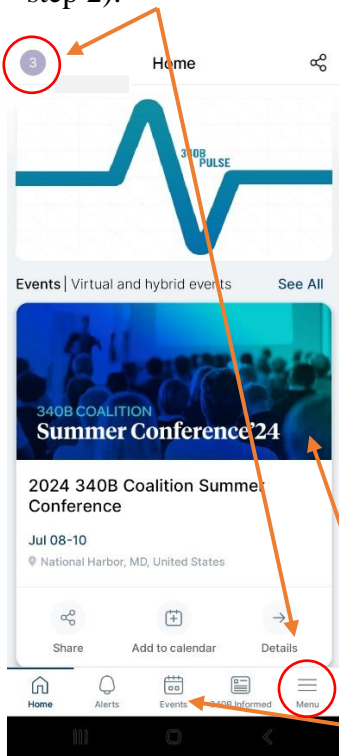 step 2).
3
Home
340B
PULSE
Events | Virtual and hybrid events See All
340B COALITION
Summer Conference'24
2024 340B Coalition Summer
Conference
Jul 08-10
National Harbor, MD, United States
Share Add to calendar Details
Home Alerts Events 340B Informed Menu